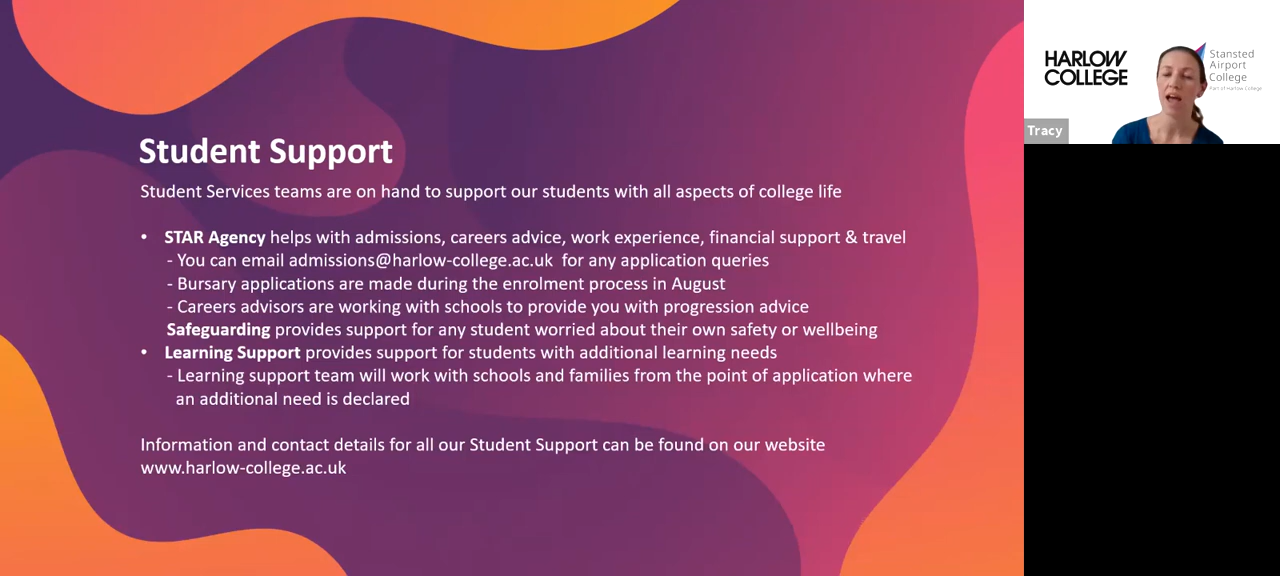 Student Support
Student Services teams are on hand to support our students with all aspects of college life
• STAR Agency helps with admissions, careers advice, work experience, financial support & travel
- You can email admissions@harlow-college.ac.uk for any application queries
- Bursary applications are made during the enrolment process in August
- Careers advisors are working with schools to provide you with progression advice
Safeguarding provides support for any student worried about their own safety or wellbeing
• Learning Support provides support for students with additional learning needs
- Learning support team will work with schools and families from the point of application where
an additional need is declared
Information and contact details for all our Student Support can be found on our website
www.harlow-college.ac.uk
HARLOW
COLLEGE
Stansted
Airport
College
Part of Harlow College
Tracy